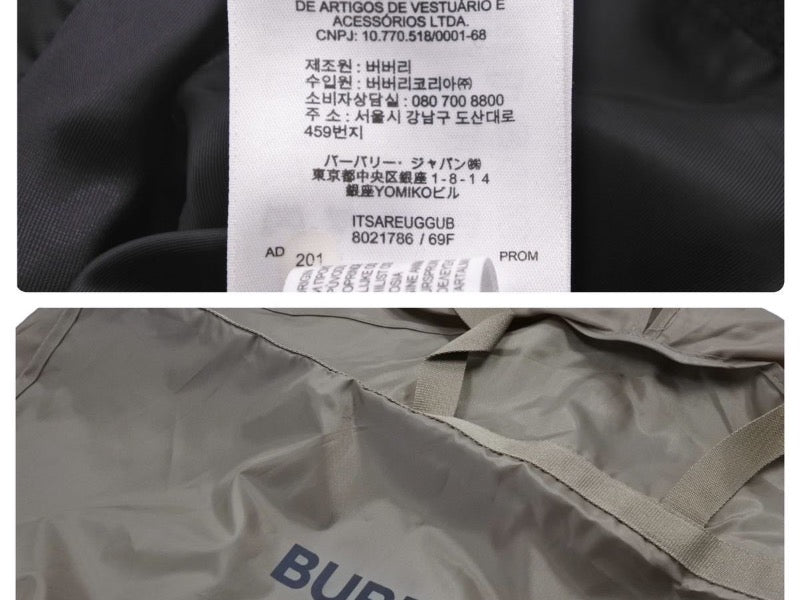 DE ARTIGOS DE VESTUÁRIO E
ACESSÓRIOS LTDA.
CNPJ: 10.770.518/0001-68
제조원 : 버버리
수입원 : 버버리코리아㈜
소비자상담실 : 080 700 8800
주 소 : 서울시 강남구 도산대로
459번지
バーバリー・ジャパン㈱
東京都中央区銀座1-8-14
銀座YOMIKOビル
ITSAREUGGUB
8021786 / 69F
AD 201 PROM
BUR